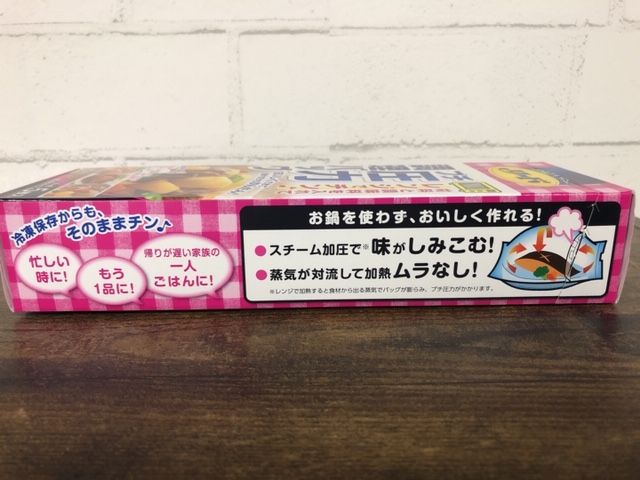 冷凍保存からも、
そのままチン♪
忙しい
時に!
もう
1品に!
帰りが遅い家族の
一人
ごはんに!
お鍋を使わず、おいしく作れる!
●スチーム加圧で※味がしみこむ!
●蒸気が対流して加熱ムラなし!
※レンジで加熱すると食材から出る蒸気でバッグが膨らみ、プチ圧力がかかります。